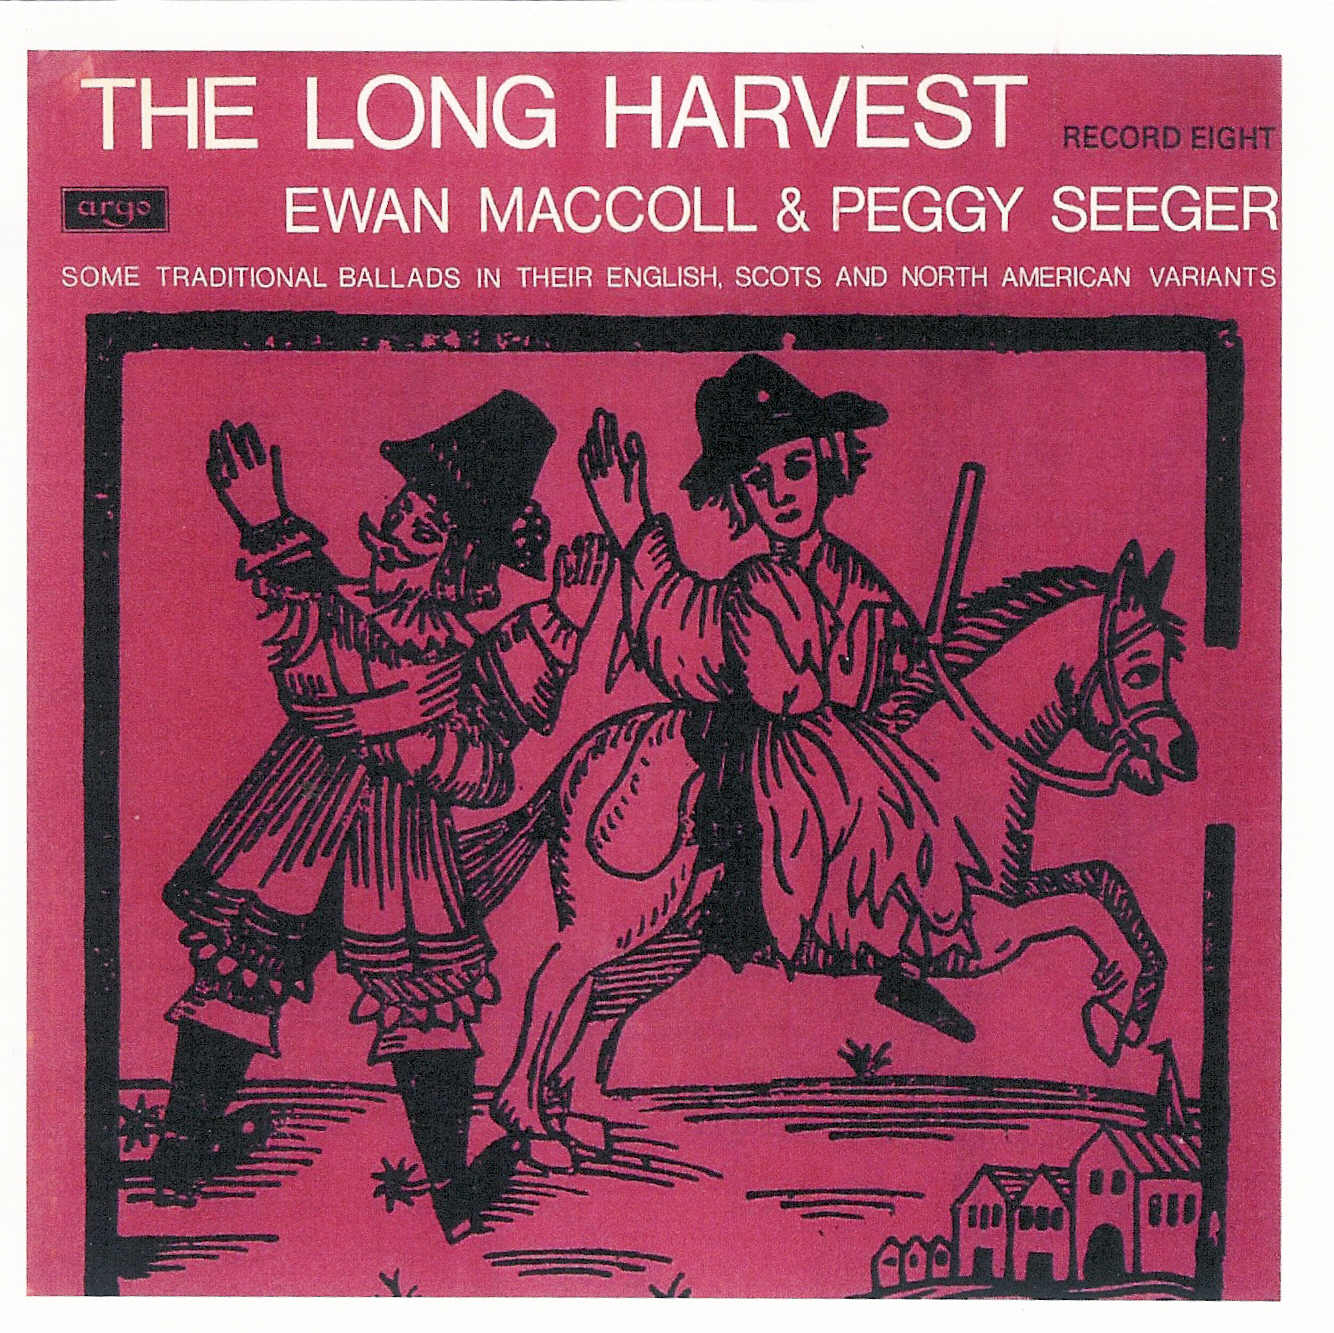 THE LONG HARVEST RECORD EIGHT
argo
EWAN MACCOLL & PEGGY SEEGER
SOME TRADITIONAL BALLADS IN THEIR ENGLISH, SCOTS AND NORTH AMERICAN VARIANTS